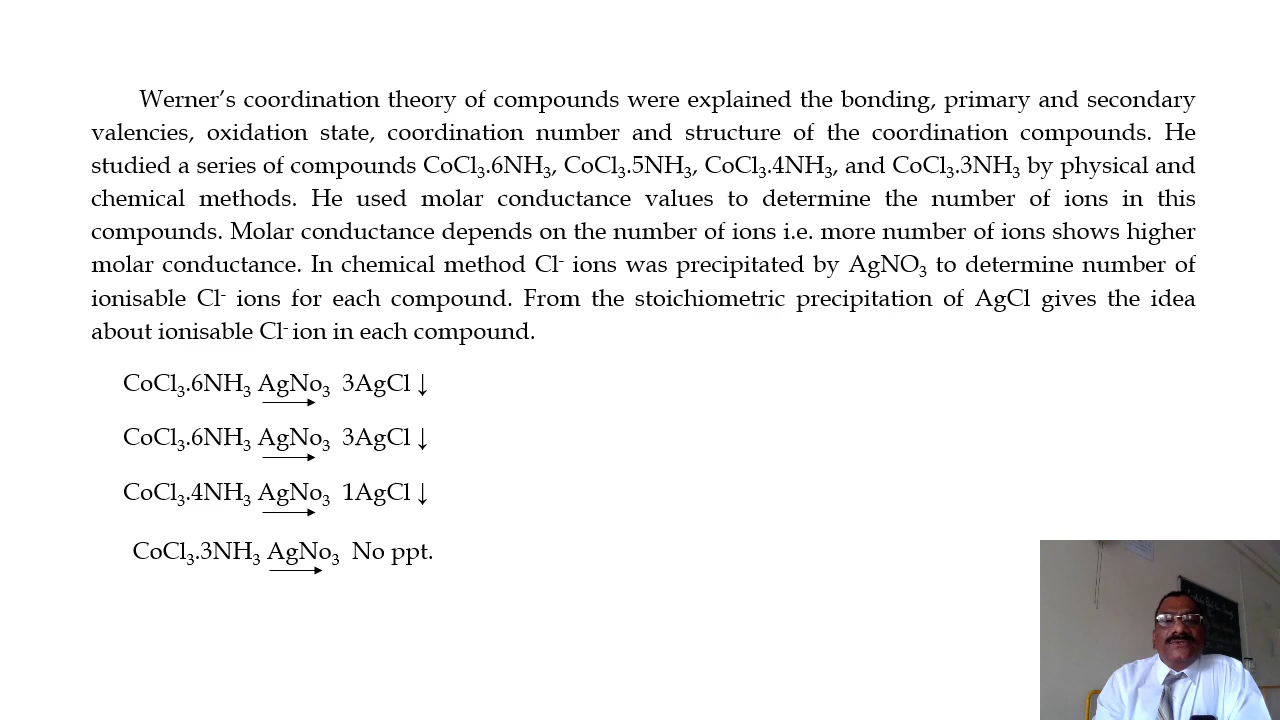 Werner’s coordination theory of compounds were explained the bonding, primary and secondary
valencies, oxidation state, coordination number and structure of the coordination compounds. He
studied a series of compounds CoCl₃.6NH₃, CoCl₃.5NH₃, CoCl₃.4NH₃, and CoCl₃.3NH₃ by physical and
chemical methods. He used molar conductance values to determine the number of ions in this
compounds. Molar conductance depends on the number of ions i.e. more number of ions shows higher
molar conductance. In chemical method Cl⁻ ions was precipitated by AgNO₃ to determine number of
ionisable Cl⁻ ions for each compound. From the stoichiometric precipitation of AgCl gives the idea
about ionisable Cl⁻ ion in each compound.
CoCl₃.6NH₃ AgNo₃ 3AgCl ↓
CoCl₃.6NH₃ AgNo₃ 3AgCl ↓
CoCl₃.4NH₃ AgNo₃ 1AgCl ↓
CoCl₃.3NH₃ AgNo₃ No ppt.